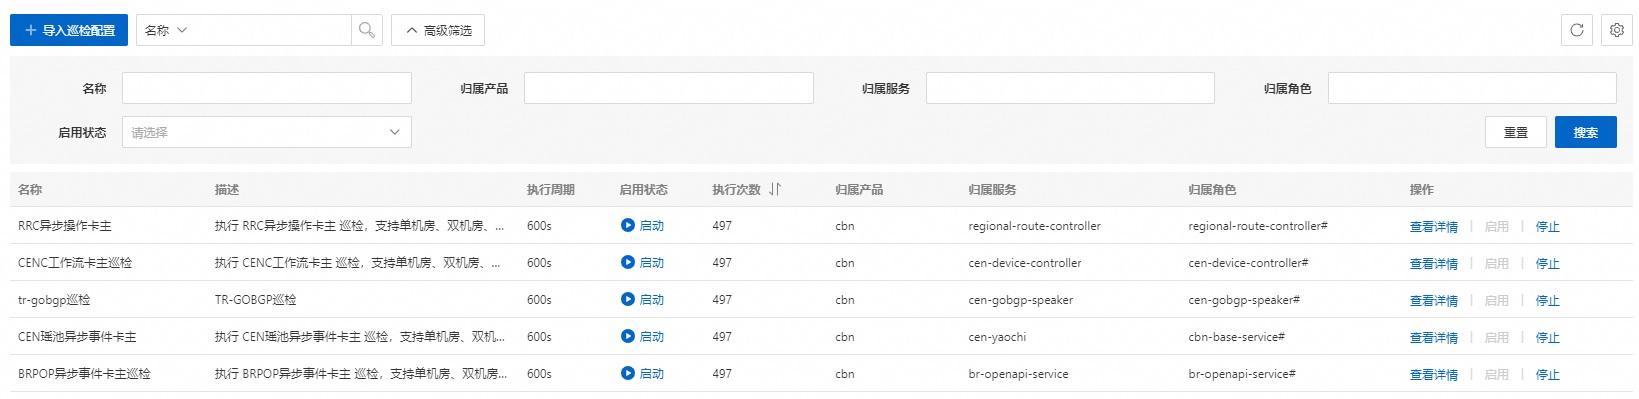 导入巡检配置 名称 高级筛选
名称 归属产品 归属服务 归属角色
启用状态 请选择 重置 搜索
名称 描述 执行周期 启用状态 执行次数 归属产品 归属服务 归属角色 操作
RRC异步操作卡主 执行 RRC异步操作卡主 巡检，支持单机房、双机房、... 600s 启动 497 cbn regional-route-controller regional-route-controller# 查看详情 | 启用 | 停止
CENC工作流卡主巡检 执行 CENC工作流卡主 巡检，支持单机房、双机房、... 600s 启动 497 cbn cen-device-controller cen-device-controller# 查看详情 | 启用 | 停止
tr-gobgp巡检 TR-GOBGP巡检 600s 启动 497 cbn cen-gobgp-speaker cen-gobgp-speaker# 查看详情 | 启用 | 停止
CEN瑶池异步事件卡主 执行 CEN瑶池异步事件卡主 巡检，支持单机房、双机... 600s 启动 497 cbn cen-yaochi cbn-base-service# 查看详情 | 启用 | 停止
BRPOP异步事件卡主巡检 执行 BRPOP异步事件卡主 巡检，支持单机房、双机房... 600s 启动 497 cbn br-openapi-service br-openapi-service# 查看详情 | 启用 | 停止